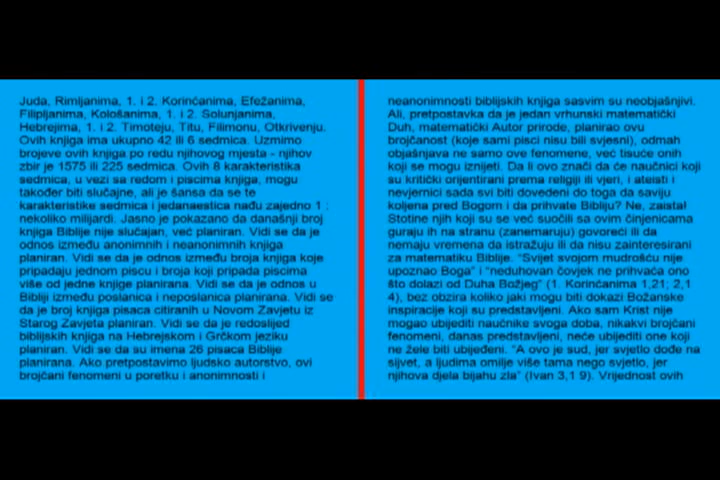 Juda, Rimljanima, 1. i 2. Korinćanima, Efežanima,
Filipljanima, Kološanima, 1. i 2. Solunjanima,
Hebrejima, 1. i 2. Timoteju, Titu, Filimonu, Otkrivenju.
Ovih knjiga ima ukupno 42 ili 6 sedmica. Uzmimo
brojeve ovih knjiga po redu njihovog mjesta - njihov
zbir je 1575 ili 225 sedmica. Ovih 8 karakteristika
sedmica, u vezi sa redom i piscima knjiga, mogu
također biti slučajne, ali je šansa da se te
karakteristike sedmica i jedanaestica nađu zajedno 1 :
nekoliko milijardi. Jasno je pokazano da današnji broj
knjiga Biblije nije slučajan, već planiran. Vidi se da je
odnos između anonimnih i neanonimnih knjiga
planiran. Vidi se da je odnos između broja knjiga koje
pripadaju jednom piscu i broja koji pripada piscima
više od jedne knjige planirana. Vidi se da je odnos u
Bibliji između poslanica i neposlanica planirana. Vidi se
da je broj knjiga pisaca citiranih u Novom Zavjetu iz
Starog Zavjeta planiran. Vidi se da je redoslijed
biblijskih knjiga na Hebrejskom i Grčkom jeziku
planiran. Vidi se da su imena 26 pisaca Biblije
planirana. Ako pretpostavimo ljudsko autorstvo, ovi
brojčani fenomeni u poretku i anonimnosti i
neanonimnosti biblijskih knjiga sasvim su neobjašnjivi.
Ali, pretpostavka da je jedan vrhunski matematički
Duh, matematički Autor prirode, planirao ovu
brojčanost (koje sami pisci nisu bili svjesni), odmah
objašnjava ne samo ove fenomene, već tisuće onih
koji se mogu iznijeti. Da li ovo znači da će naučnici koji
su kritički orijentirani prema religiji ili vjeri, i ateisti i
nevjernici sada svi biti dovedeni do toga da saviju
koljena pred Bogom i da prihvate Bibliju? Ne, zaista!
Stotine njih koji su se već suočili sa ovim činjenicama
guraju ih na stranu (zanemaruju) govoreći ili da
nemaju vremena da istražuju ili da nisu zainteresirani
za matematiku Biblije. "Svijet svojom mudrošću nije
upoznao Boga" i "neduhovan čovjek ne prihvaća ono
što dolazi od Duha Božjeg" (1. Korinćanima 1,21; 2,1
4), bez obzira koliko jaki mogu biti dokazi Božanske
inspiracije koji su predstavljeni. Ako sam Krist nije
mogao ubijediti naučnike svoga doba, nikakvi brojčani
fenomeni, danas predstavljeni, neće ubijediti one koji
ne žele biti ubijeđeni. "A ovo je sud, jer svjetlo dođe na
svijet, a ljudima omilje više tama nego svjetlo, jer
njihova djela bijahu zla" (Ivan 3,1 9). Vrijednost ovih